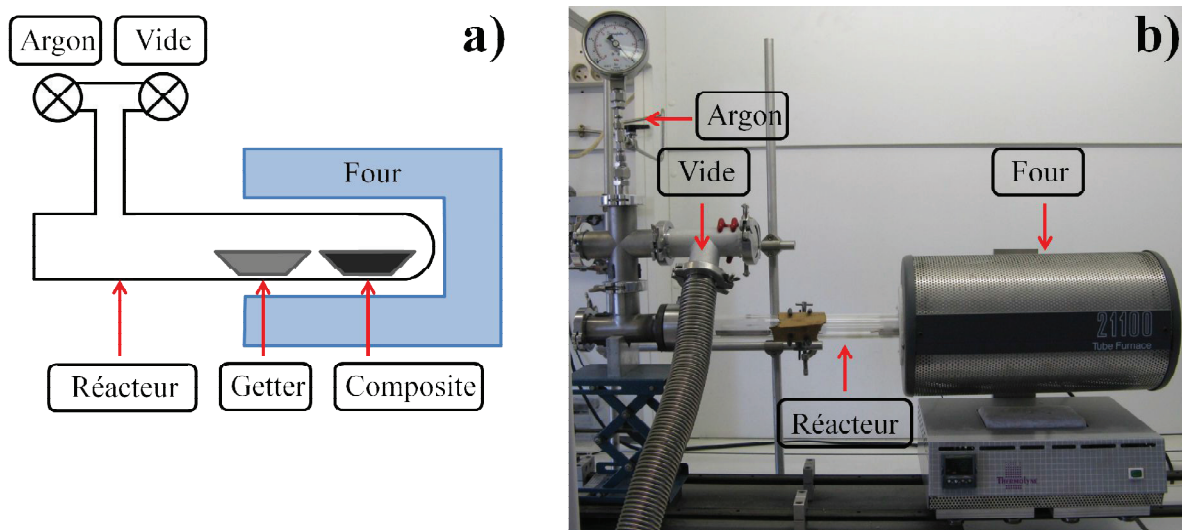 Argon
Vide
a)
Four
Réacteur
Getter
Composite
b)
Argon
Vide
Four
21100
Tube Furnace
Réacteur
Thermolyne